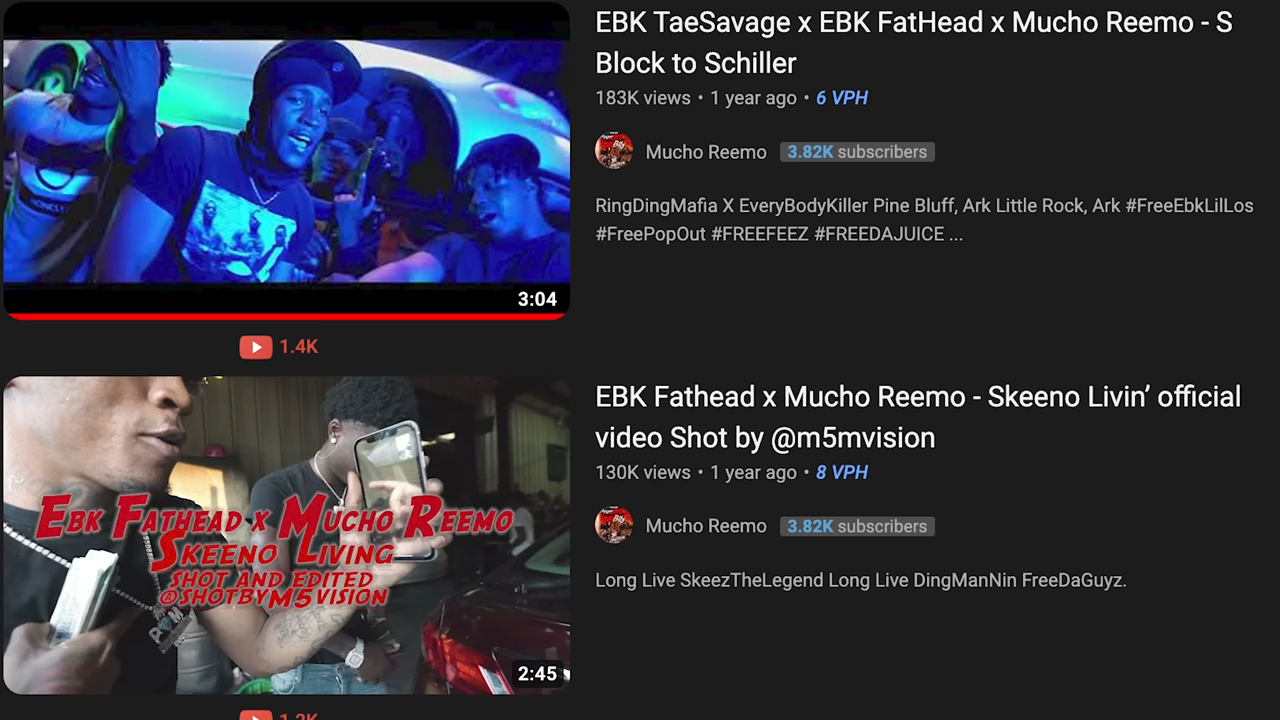 EBK TaeSavage x EBK FatHead x Mucho Reemo - S
Block to Schiller
183K views • 1 year ago • 6 VPH
Mucho Reemo 3.82K subscribers
RingDingMafia X EveryBodyKiller Pine Bluff, Ark Little Rock, Ark #FreeEbkLilLos
#FreePopOut #FREEFEEZ #FREEDAJUICE ...
3:04
1.4K
EBK Fathead x Mucho Reemo - Skeeno Livin’ official
video Shot by @m5mvision
130K views • 1 year ago • 8 VPH
Mucho Reemo 3.82K subscribers
Long Live SkeezTheLegend Long Live DingManNin FreeDaGuyz.
EBK FATHEAD X MUCHO REEMO
SKEENO LIVING
SHOT AND EDITED
@SHOTBYM5VISION
2:45